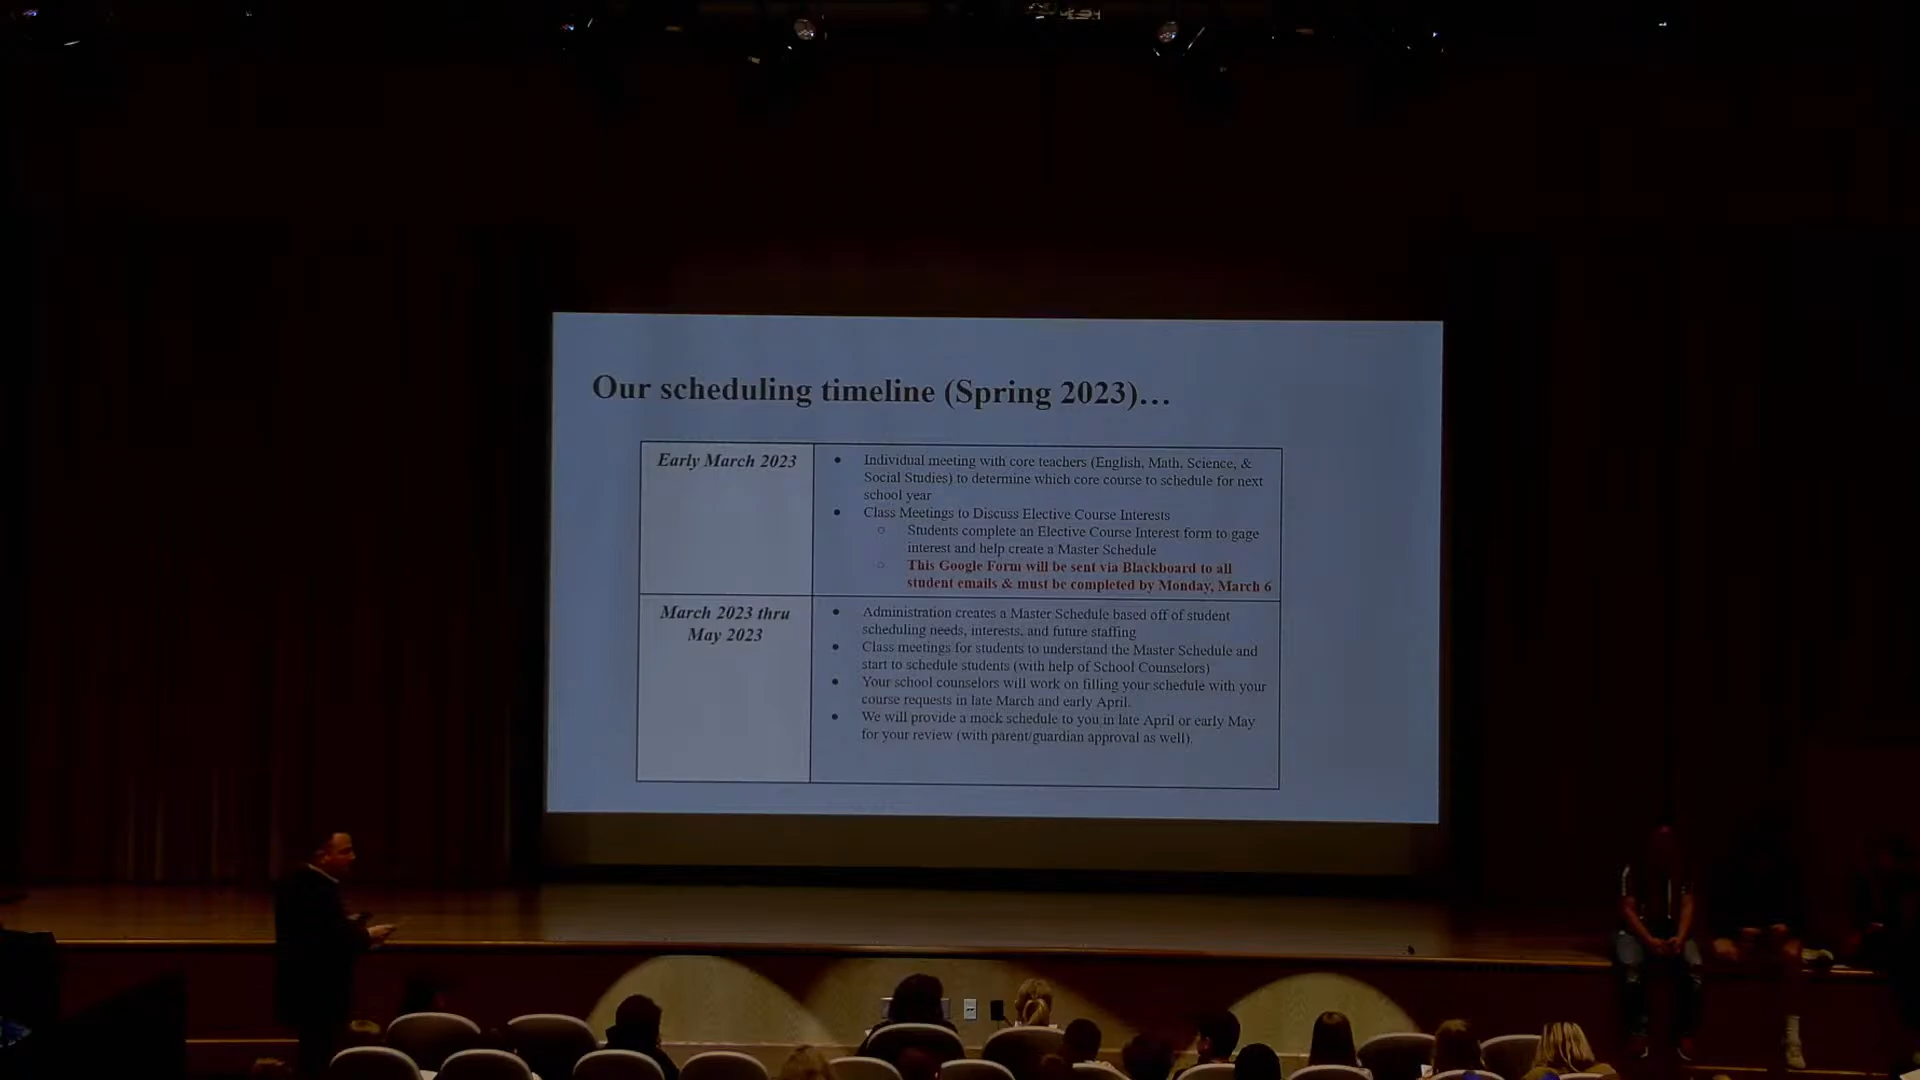 Our scheduling timeline (Spring 2023)…
Early March 2023
● Individual meeting with core teachers (English, Math, Science, &
Social Studies) to determine which core course to schedule for next
school year
● Class Meetings to Discuss Elective Course Interests
○ Students complete an Elective Course Interest form to gage
interest and help create a Master Schedule
○ This Google Form will be sent via Blackboard to all
student emails & must be completed by Monday, March 6
March 2023 thru
May 2023
● Administration creates a Master Schedule based off of student
scheduling needs, interests, and future staffing
● Class meetings for students to understand the Master Schedule and
start to schedule students (with help of School Counselors)
● Your school counselors will work on filling your schedule with your
course requests in late March and early April.
● We will provide a mock schedule to you in late April or early May
for your review (with parent/guardian approval as well).